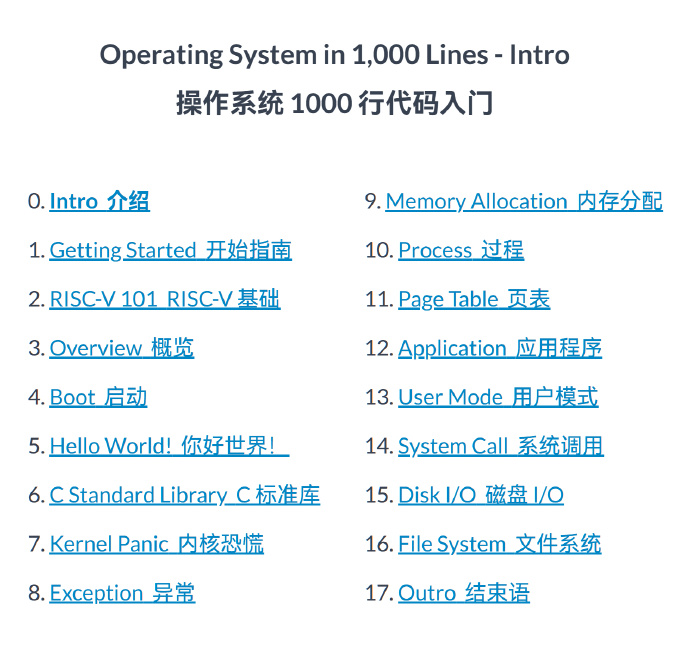 Operating System in 1,000 Lines - Intro
操作系统 1000 行代码入门
0. Intro 介绍
1. Getting Started 开始指南
2. RISC-V 101 RISC-V 基础
3. Overview 概览
4. Boot 启动
5. Hello World! 你好世界！
6. C Standard Library C 标准库
7. Kernel Panic 内核恐慌
8. Exception 异常
9. Memory Allocation 内存分配
10. Process 过程
11. Page Table 页表
12. Application 应用程序
13. User Mode 用户模式
14. System Call 系统调用
15. Disk I/O 磁盘 I/O
16. File System 文件系统
17. Outro 结束语